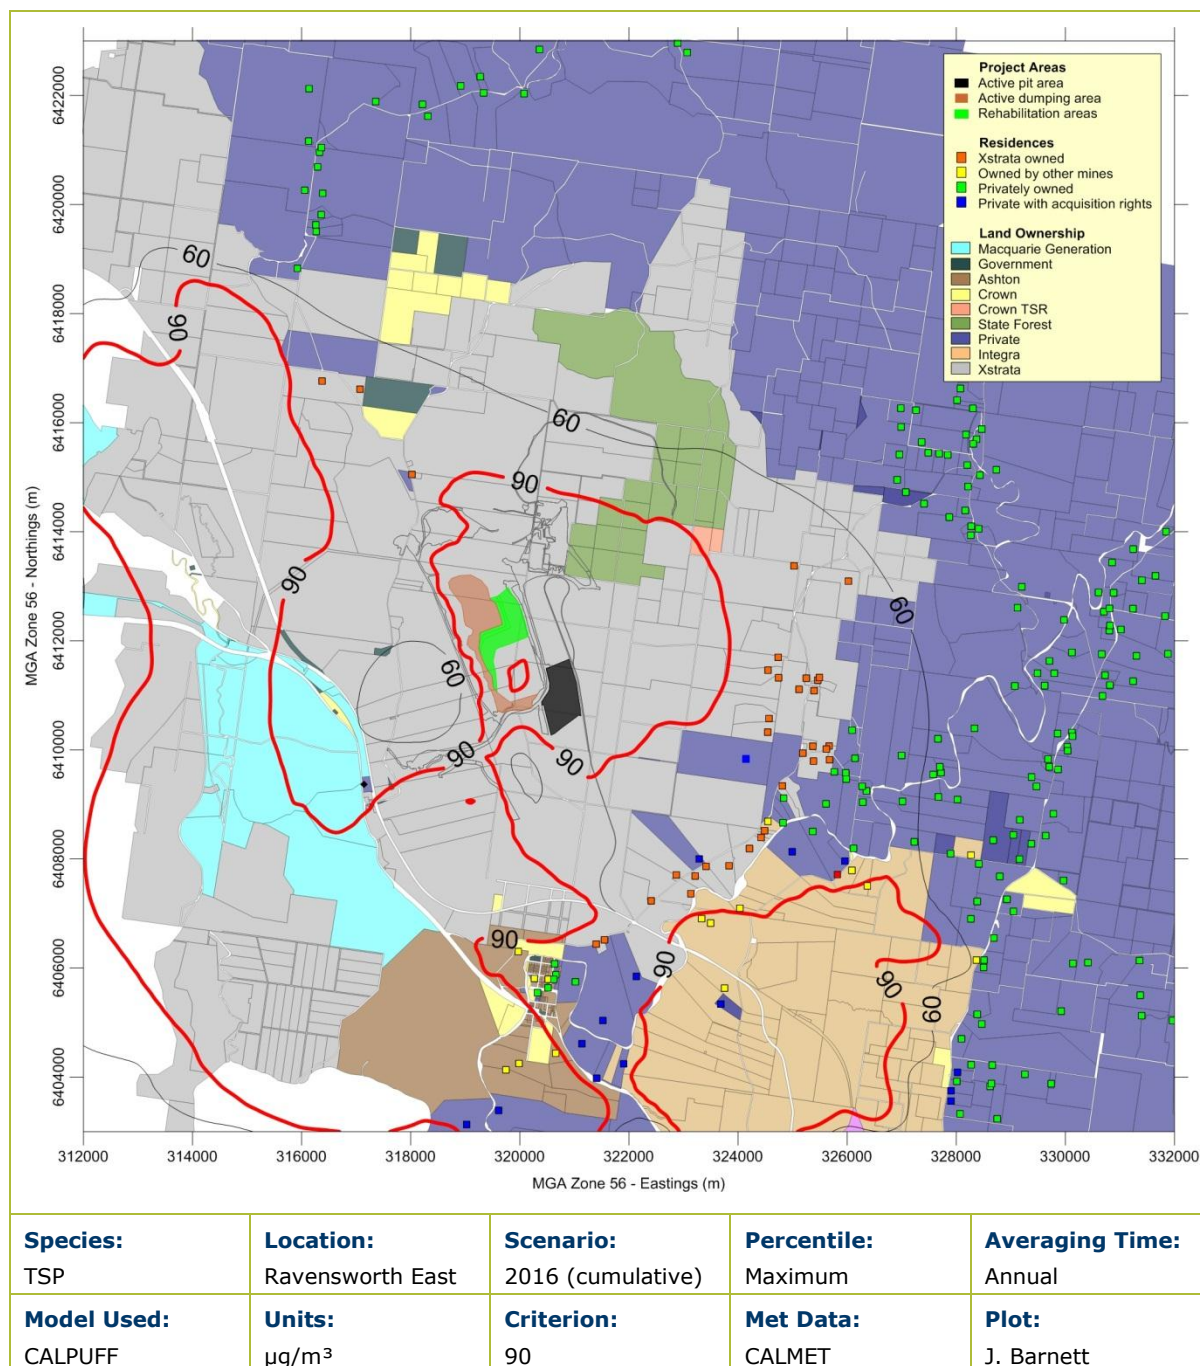 Project Areas
Active pit area
Active dumping area
Rehabilitation areas
Residences
Xstrata owned
Owned by other mines
Privately owned
Private with acquisition rights
Land Ownership
Macquarie Generation
Government
Ashton
Crown
Crown TSR
State Forest
Private
Integra
Xstrata
6422000
6420000
6418000
6416000
6414000
6412000
6410000
6408000
6406000
6404000
MGA Zone 56 - Northings (m)
60
90
60
90
90
60
60
90
90
90
90
90
60
312000 314000 316000 318000 320000 322000 324000 326000 328000 330000 332000
MGA Zone 56 - Eastings (m)
Species: Location: Scenario: Percentile: Averaging Time:
TSP Ravensworth East 2016 (cumulative) Maximum Annual
Model Used: Units: Criterion: Met Data: Plot:
CALPUFF µg/m³ 90 CALMET J. Barnett